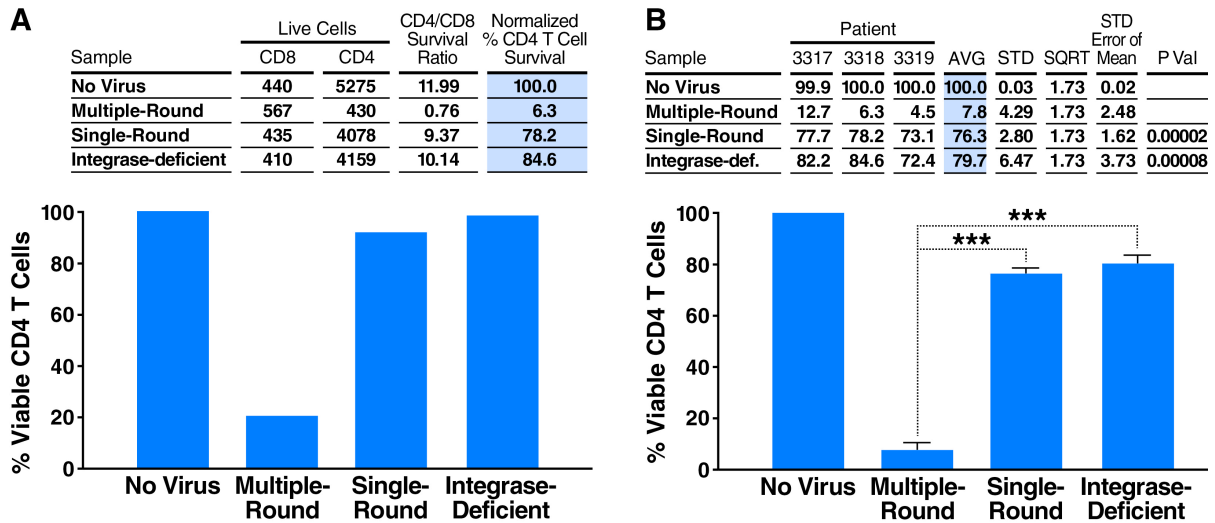 A
Live Cells
CD4/CD8
Survival
Ratio
Normalized
% CD4 T Cell
Survival
Sample CD8 CD4
No Virus 440 5275 11.99 100.0
Multiple-Round 567 430 0.76 6.3
Single-Round 435 4078 9.37 78.2
Integrase-deficient 410 4159 10.14 84.6
% Viable CD4 T Cells
100
80
60
40
20
0
No Virus
Multiple-
Round
Single-
Round
Integrase-
Deficient
B
Patient
STD
Error of
Mean
Sample 3317 3318 3319 AVG STD SQRT P Val
No Virus 99.9 100.0 100.0 100.0 0.03 1.73 0.02
Multiple-Round 12.7 6.3 4.5 7.8 4.29 1.73 2.48
Single-Round 77.7 78.2 73.1 76.3 2.80 1.73 1.62 0.00002
Integrase-def. 82.2 84.6 72.4 79.7 6.47 1.73 3.73 0.00008
% Viable CD4 T Cells
100
80
60
40
20
0
***
***
No Virus
Multiple-
Round
Single-
Round
Integrase-
Deficient